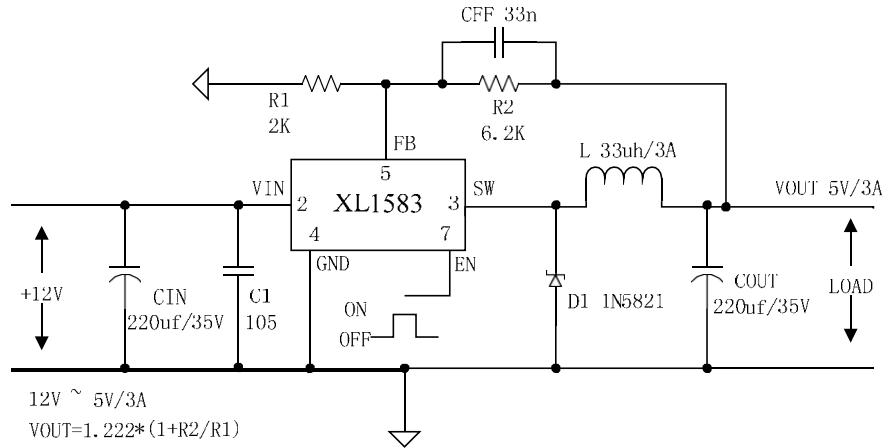 CFF 33n
R1
2K
R2
6.2K
FB
5
L 33uh/3A
VIN
SW
VOUT 5V/3A
2
XL1583
3
4
7
GND
EN
+12V
CIN
220uf/35V
C1
105
ON
OFF
D1 1N5821
COUT
220uf/35V
LOAD
12V ~ 5V/3A
VOUT=1.222*(1+R2/R1)